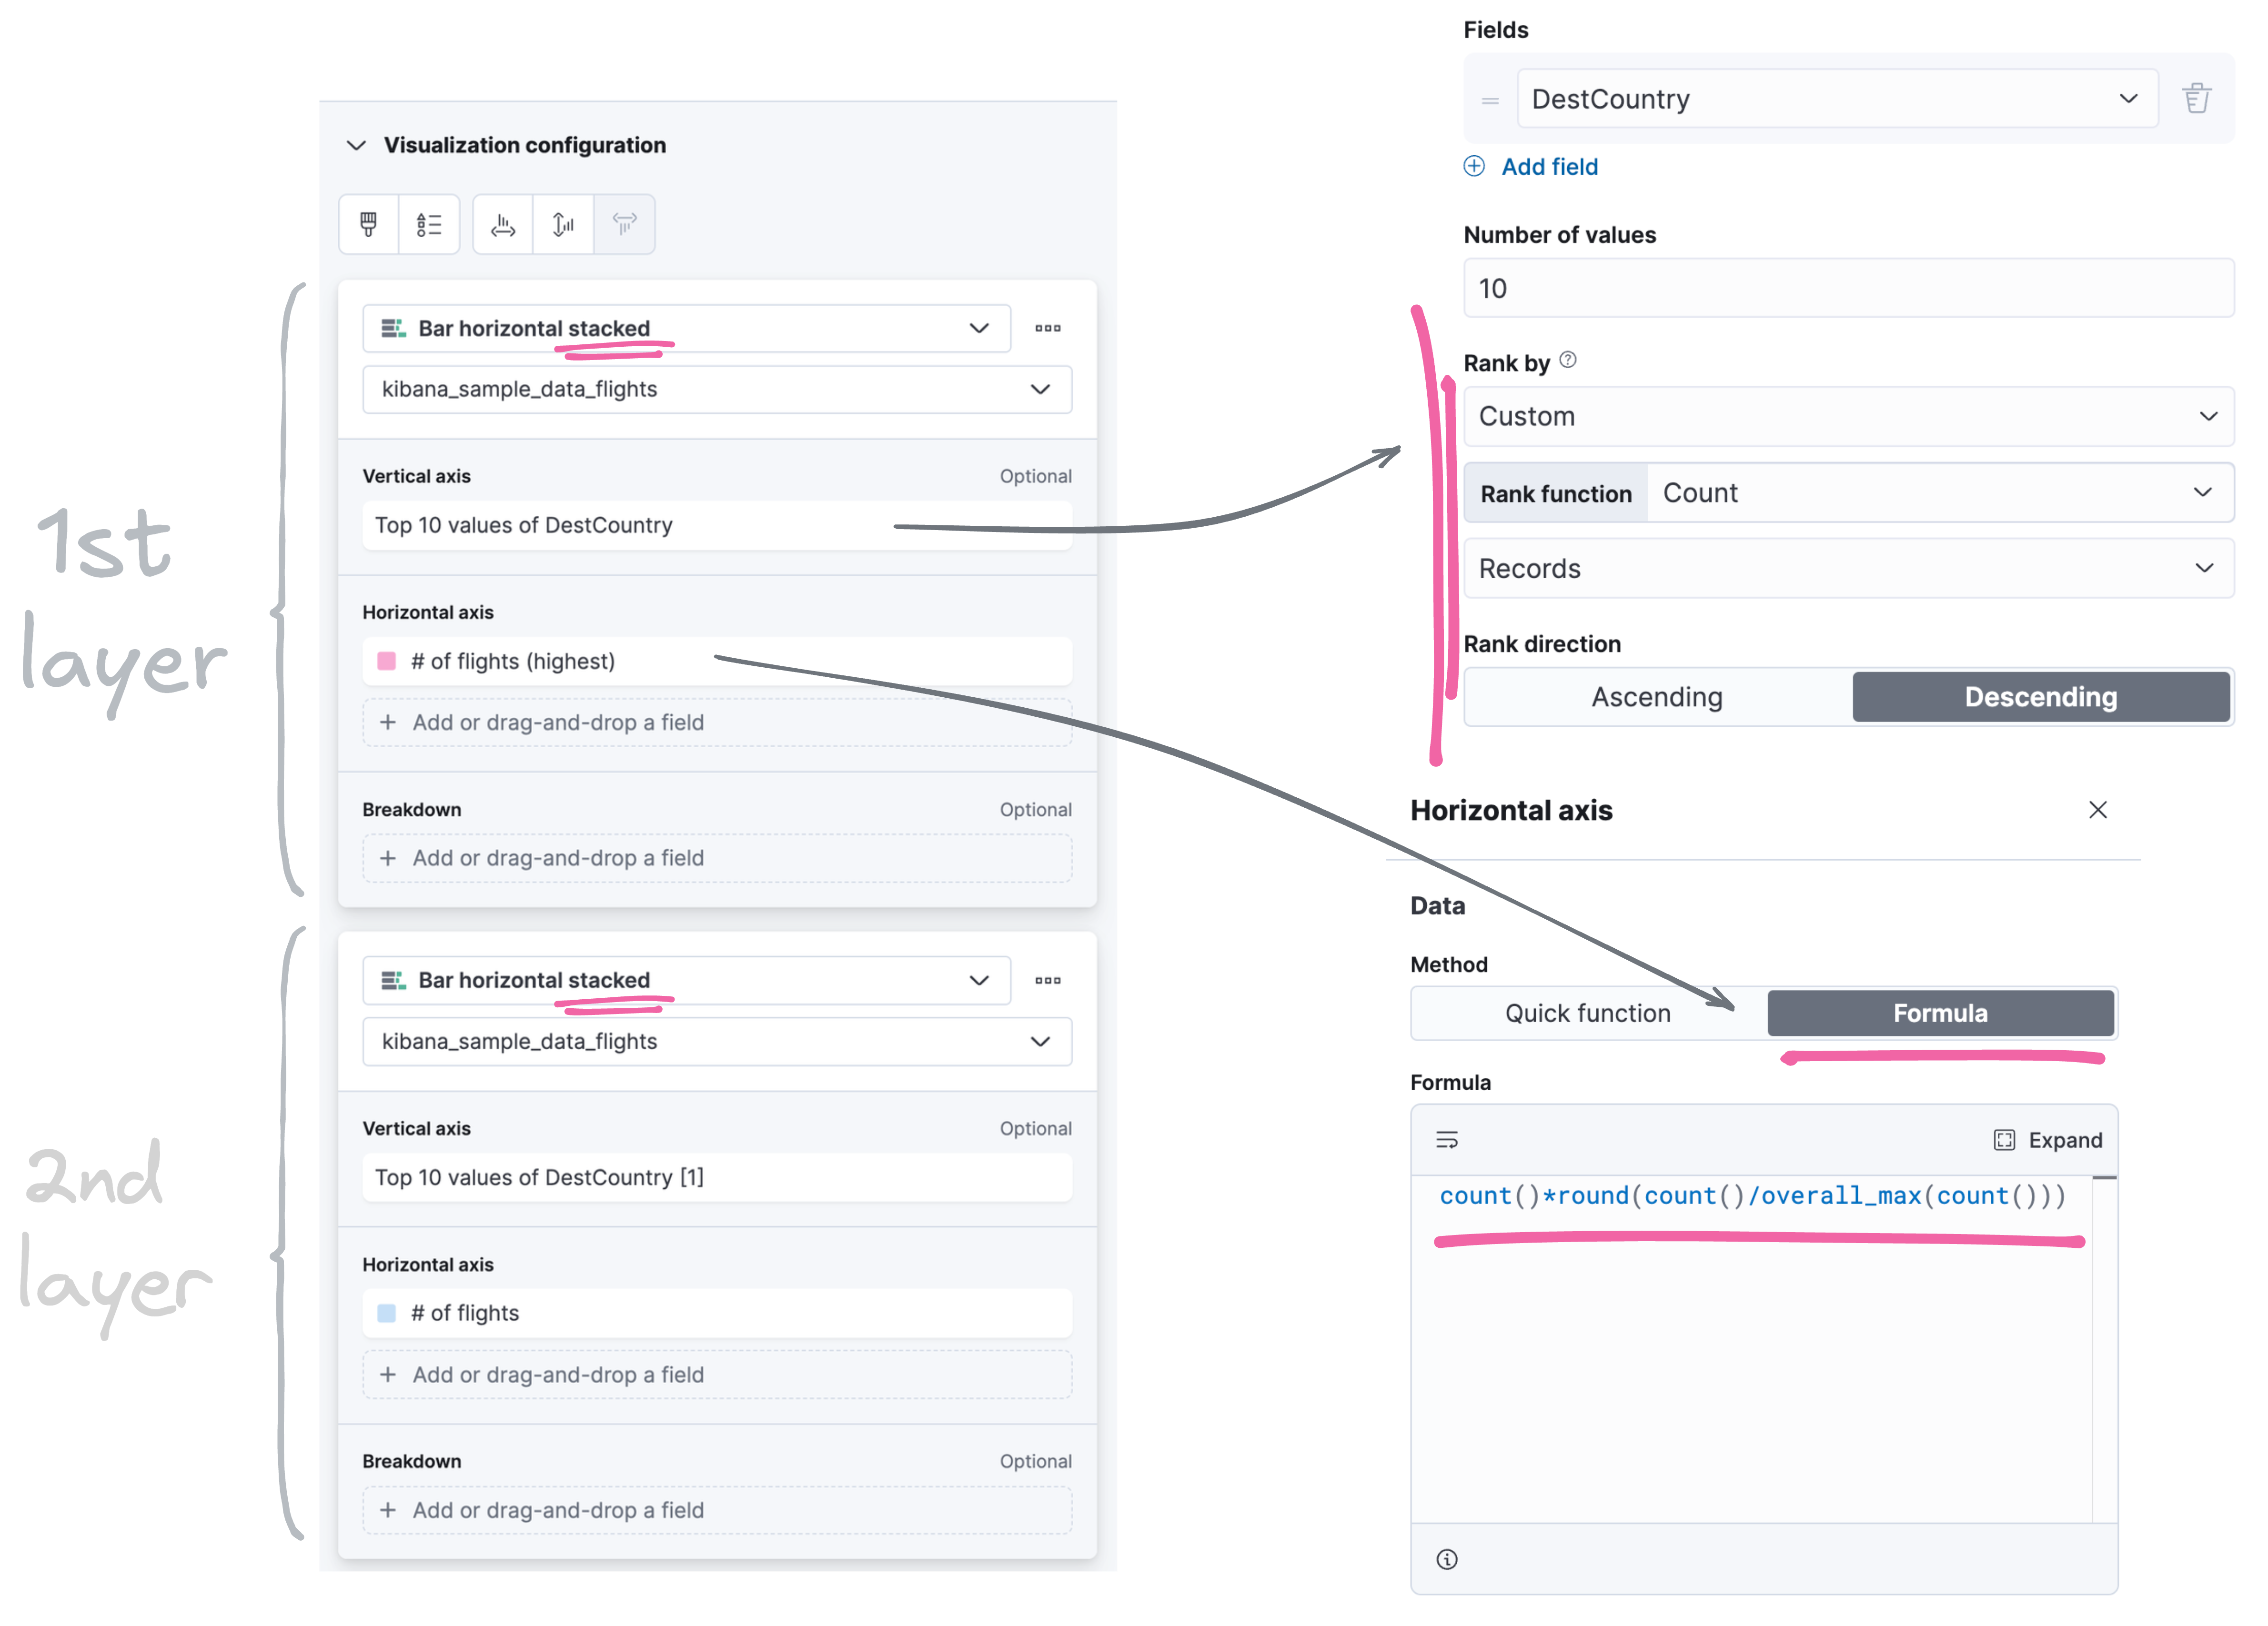 1st
layer
2nd
layer
Visualization configuration
Bar horizontal stacked
kibana_sample_data_flights
Vertical axis Optional
Top 10 values of DestCountry
Horizontal axis
# of flights (highest)
+ Add or drag-and-drop a field
Breakdown Optional
+ Add or drag-and-drop a field
Bar horizontal stacked
kibana_sample_data_flights
Vertical axis Optional
Top 10 values of DestCountry [1]
Horizontal axis
# of flights
+ Add or drag-and-drop a field
Breakdown Optional
+ Add or drag-and-drop a field
Fields
DestCountry
Add field
Number of values
10
Rank by
Custom
Rank function Count
Records
Rank direction
Ascending Descending
Horizontal axis
Data
Method
Quick function Formula
Formula
Expand
count()*round(count()/overall_max(count()))